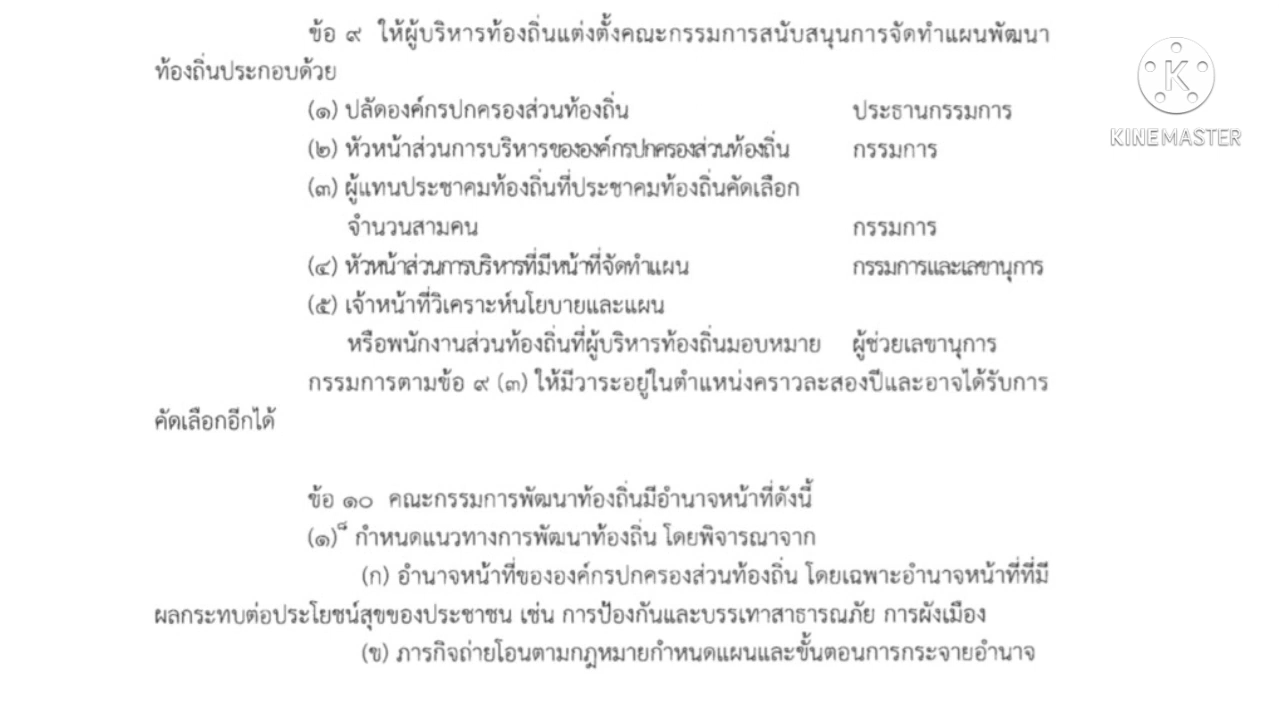 ข้อ ๙ ให้ผู้บริหารท้องถิ่นแต่งตั้งคณะกรรมการสนับสนุนการจัดทำแผนพัฒนา
ท้องถิ่นประกอบด้วย
(๑) ปลัดองค์กรปกครองส่วนท้องถิ่น ประธานกรรมการ
(๒) หัวหน้าส่วนการบริหารขององค์กรปกครองส่วนท้องถิ่น กรรมการ
(๓) ผู้แทนประชาคมท้องถิ่นที่ประชาคมท้องถิ่นคัดเลือก
จำนวนสามคน กรรมการ
(๔) หัวหน้าส่วนการบริหารที่มีหน้าที่จัดทำแผน กรรมการและเลขานุการ
(๕) เจ้าหน้าที่วิเคราะห์นโยบายและแผน
หรือพนักงานส่วนท้องถิ่นที่ผู้บริหารท้องถิ่นมอบหมาย ผู้ช่วยเลขานุการ
กรรมการตามข้อ ๙ (๓) ให้มีวาระอยู่ในตำแหน่งคราวละสองปีและอาจได้รับการ
คัดเลือกอีกได้
ข้อ ๑๐ คณะกรรมการพัฒนาท้องถิ่นมีอำนาจหน้าที่ดังนี้
(๑)๘ กำหนดแนวทางการพัฒนาท้องถิ่น โดยพิจารณาจาก
(ก) อำนาจหน้าที่ขององค์กรปกครองส่วนท้องถิ่น โดยเฉพาะอำนาจหน้าที่ที่มี
ผลกระทบต่อประโยชน์สุขของประชาชน เช่น การป้องกันและบรรเทาสาธารณภัย การผังเมือง
(ข) ภารกิจถ่ายโอนตามกฎหมายกำหนดแผนและขั้นตอนการกระจายอำนาจ
K
KINEMASTER